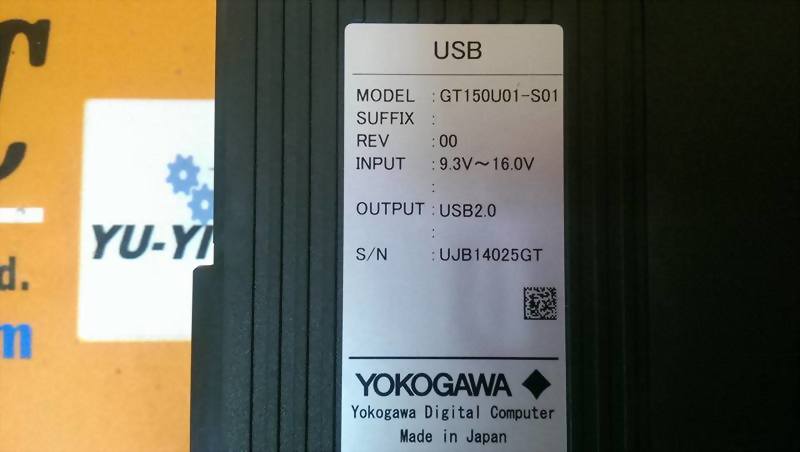 USB
MODEL : GT150U01-S01
SUFFIX :
REV : 00
INPUT : 9.3V～16.0V
:
OUTPUT : USB2.0
:
S/N : UJB14025GT
YOKOGAWA
Yokogawa Digital Computer
Made in Japan
YU-YI
d.
m